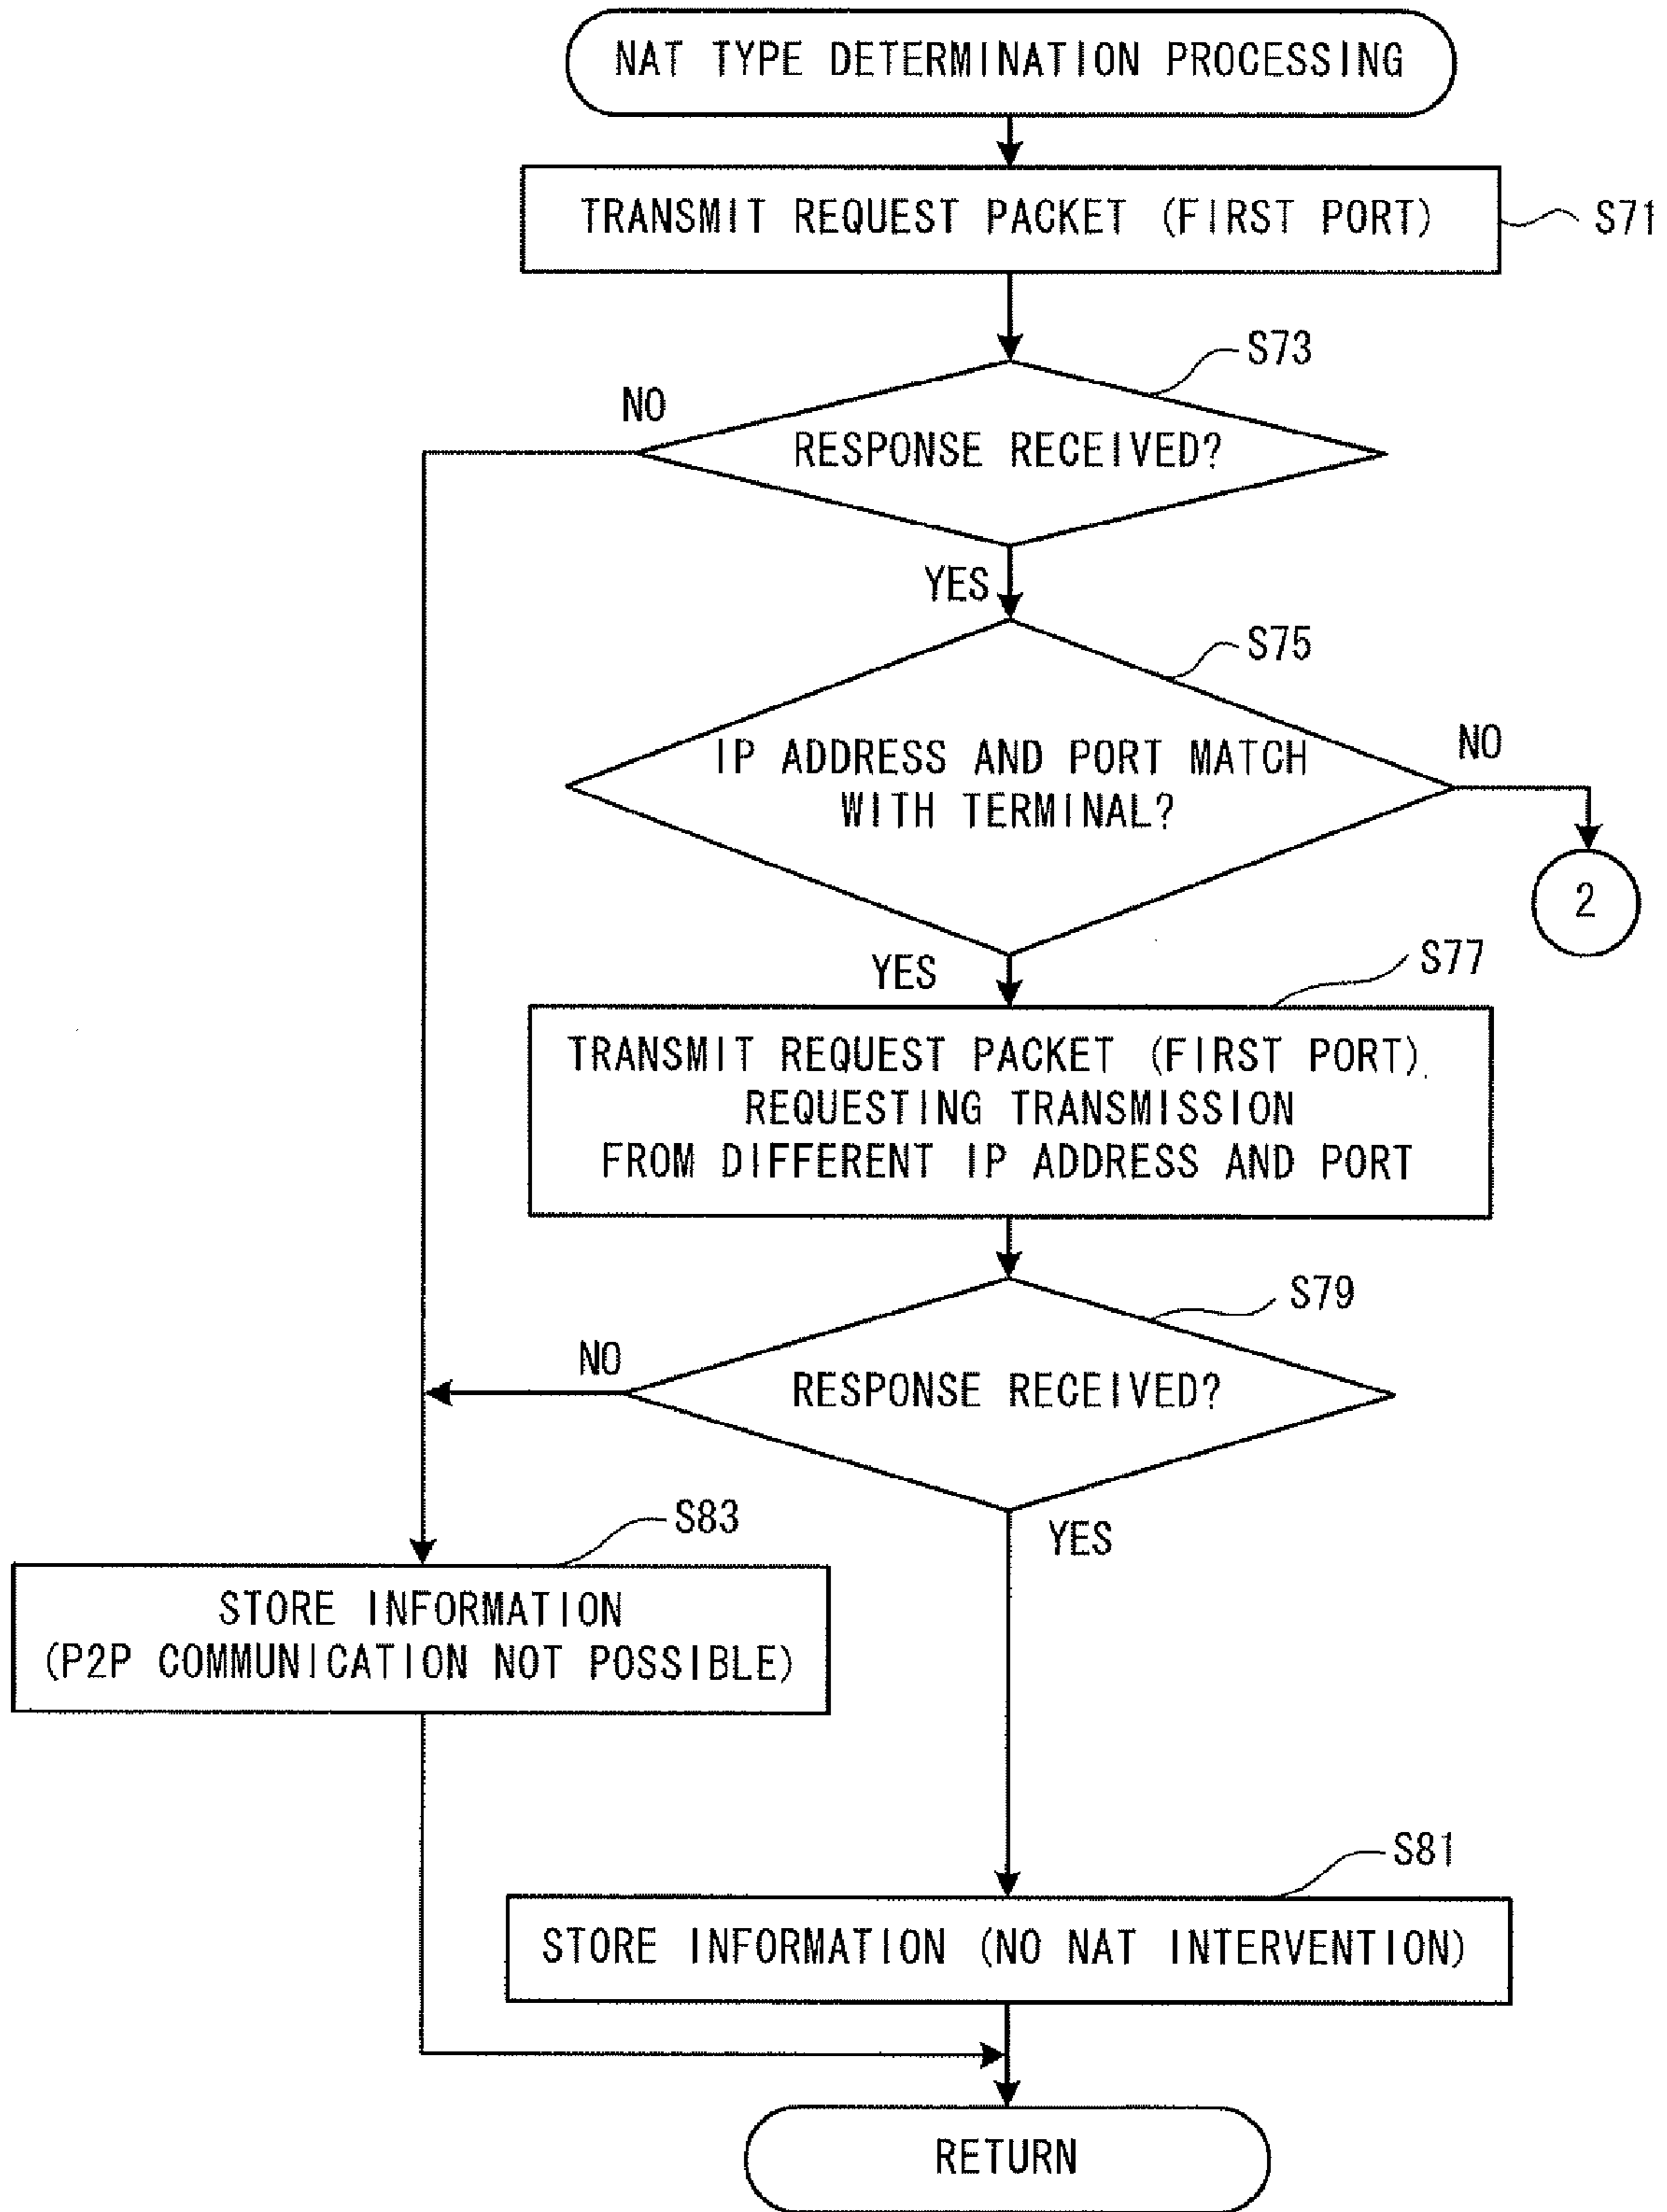 NAT TYPE DETERMINATION PROCESSING
TRANSMIT REQUEST PACKET (FIRST PORT)
S71
S73
NO
RESPONSE RECEIVED?
YES
S75
IP ADDRESS AND PORT MATCH
WITH TERMINAL?
NO
2
YES
S77
TRANSMIT REQUEST PACKET (FIRST PORT)
REQUESTING TRANSMISSION
FROM DIFFERENT IP ADDRESS AND PORT
S79
NO
RESPONSE RECEIVED?
YES
S83
STORE INFORMATION
(P2P COMMUNICATION NOT POSSIBLE)
S81
STORE INFORMATION (NO NAT INTERVENTION)
RETURN